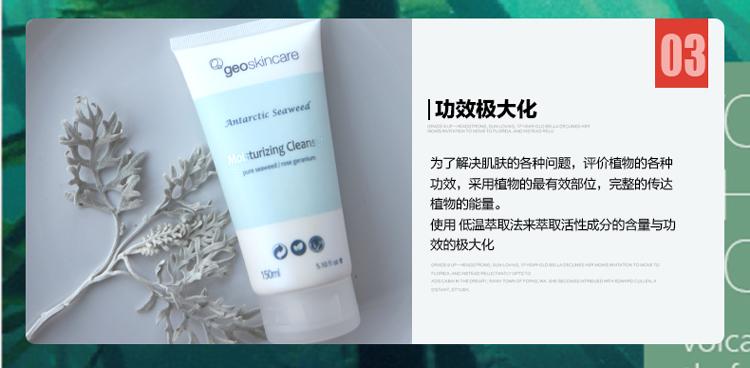 geoskincare
Antarctic Seaweed
Moisturizing Cleanser
pure seaweed / rose geranium
150ml
5.10 fl oz e
03
功效极大化
为了解决肌肤的各种问题，评价植物的各种
功效，采用植物的最有效部位，完整的传达
植物的能量。
使用 低温萃取法来萃取活性成分的含量与功
效的极大化